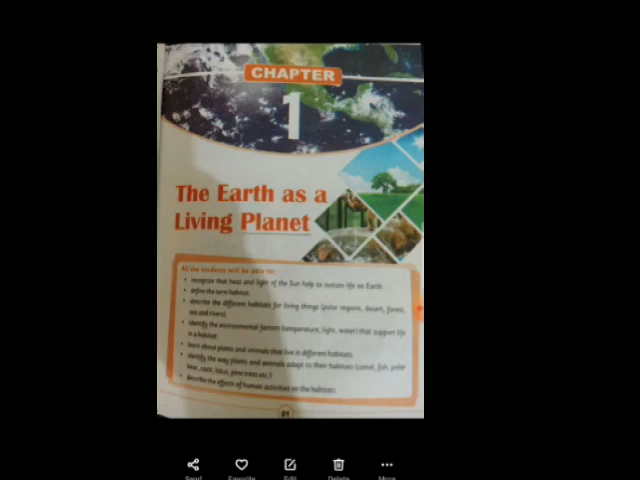 CHAPTER
1
The Earth as a
Living Planet
All the students will be able to:
• recognize that heat and light of the Sun help to sustain life on Earth.
• define the term habitat.
• describe the different habitats for living things (polar regions, desert, forest,
sea and rivers).
• identify the environmental factors (temperature, light, water) that support life
in a habitat.
• learn about plants and animals that live in different habitats.
• identify the way plants and animals adapt to their habitats (camel, fish, polar
bear, cacti, lotus, pine trees etc.)
• describe the effects of human activities on the habitats.
01
Send Favorite Edit Delete More